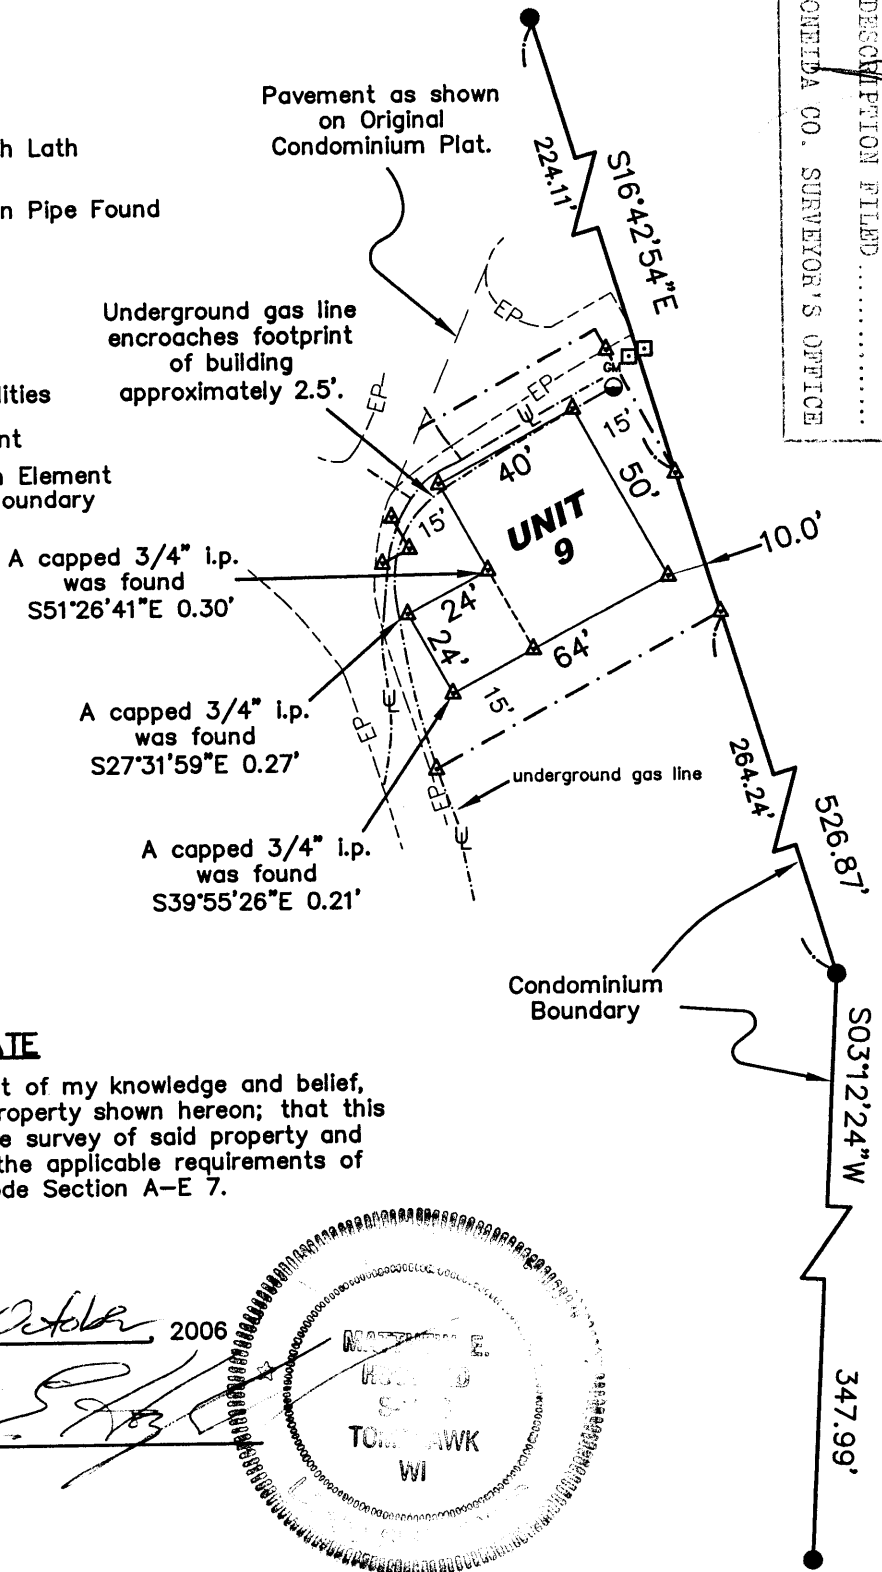 DESCRIPTION FILED ..............
ONEIDA CO. SURVEYOR'S OFFICE
Pavement as shown
on Original
Condominium Plat.
h Lath
n Pipe Found
224.11'
S16°42'54"E
Underground gas line
encroaches footprint
of building
approximately 2.5'.
lities
nt
n Element
oundary
EP
EP
EP
GM
15'
40'
50'
15'
UNIT
9
10.0'
A capped 3/4" i.p.
was found
S51°26'41"E 0.30'
24'
24'
64'
15'
A capped 3/4" i.p.
was found
S27°31'59"E 0.27'
EP
EP
underground gas line
264.24'
526.87'
A capped 3/4" i.p.
was found
S39°55'26"E 0.21'
Condominium
Boundary
S03°12'24"W
ATE
t of my knowledge and belief,
roperty shown hereon; that this
e survey of said property and
the applicable requirements of
ode Section A-E 7.
October, 2006
MATTHEW E.
TOMAHAWK
WI
347.99'